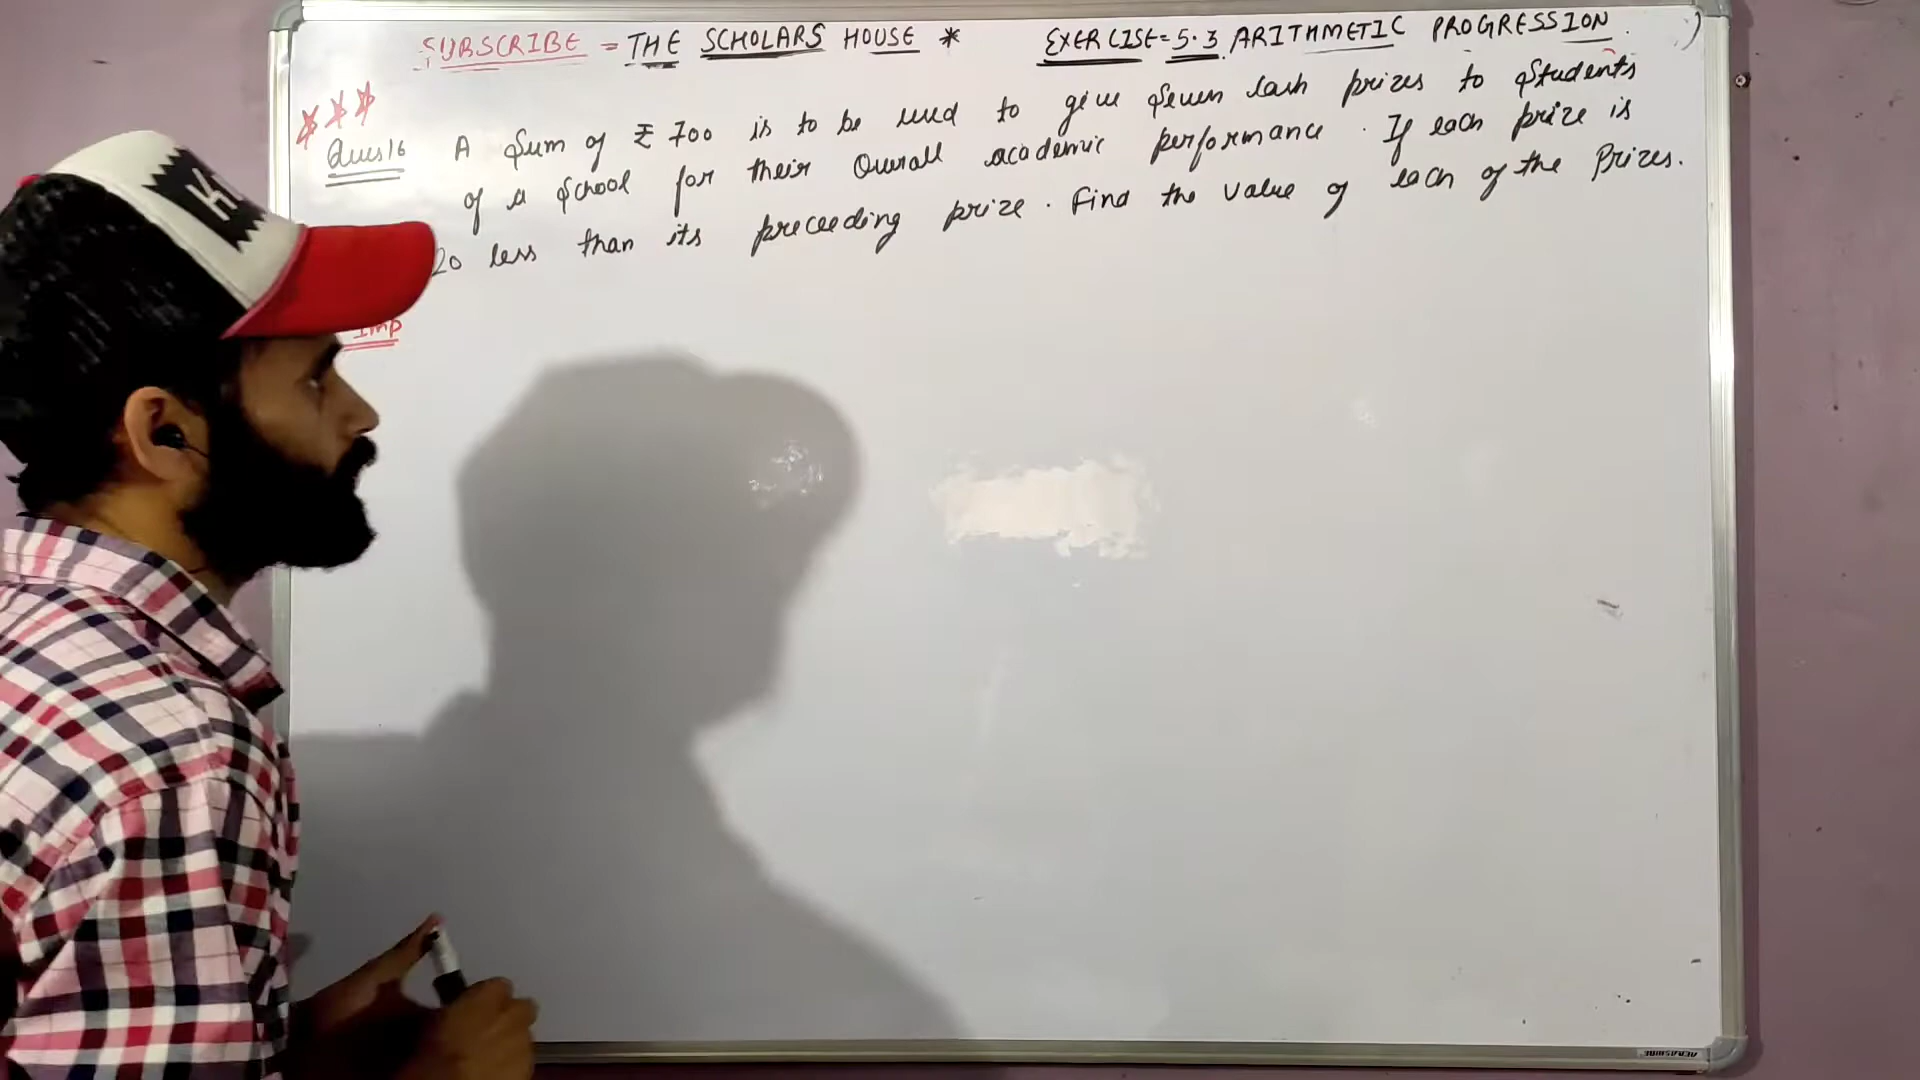 SUBSCRIBE = THE SCHOLARS HOUSE * EXERCISE = 5.3 ARITHMETIC PROGRESSION.
Ques 16 A Sum of ₹ 700 is to be used to give Seven cash prizes to Students
of a School for their Overall academic performance. If each prize is
20 less than its preceeding prize. Find the value of each of the Prizes.
Imp